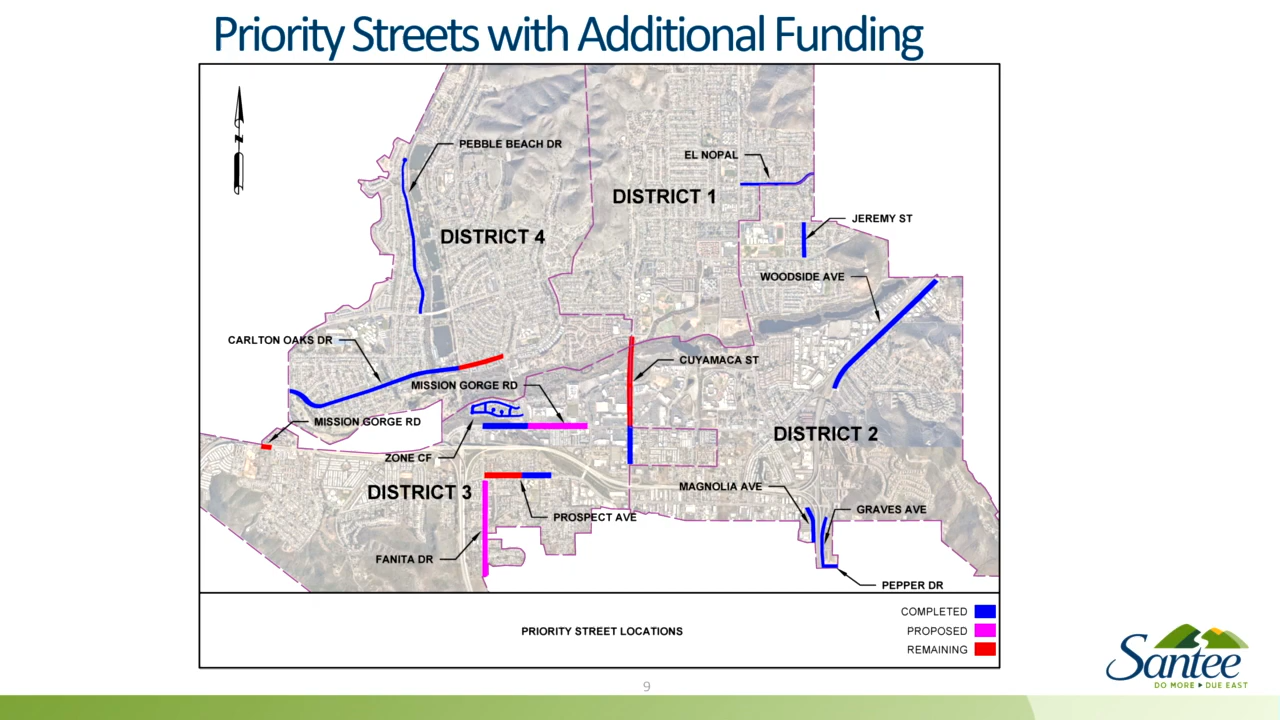 Priority Streets with Additional Funding
N
PEBBLE BEACH DR
EL NOPAL
DISTRICT 1
JEREMY ST
DISTRICT 4
WOODSIDE AVE
CARLTON OAKS DR
CUYAMACA ST
MISSION GORGE RD
MISSION GORGE RD
DISTRICT 2
ZONE CF
MAGNOLIA AVE
DISTRICT 3
GRAVES AVE
PROSPECT AVE
FANITA DR
PEPPER DR
COMPLETED
PRIORITY STREET LOCATIONS
PROPOSED
REMAINING
Santee
DO MORE ▸ DUE EAST
9